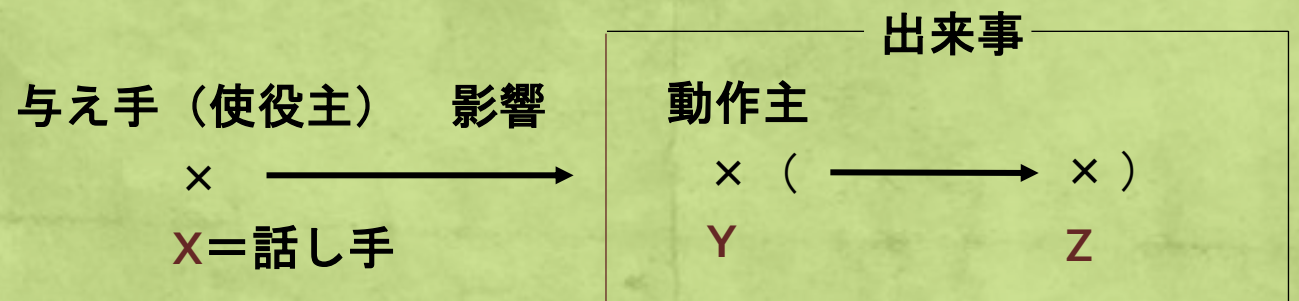 出来事
与え手（使役主） 影響 動作主
× × （ × ）
X＝話し手 Y Z